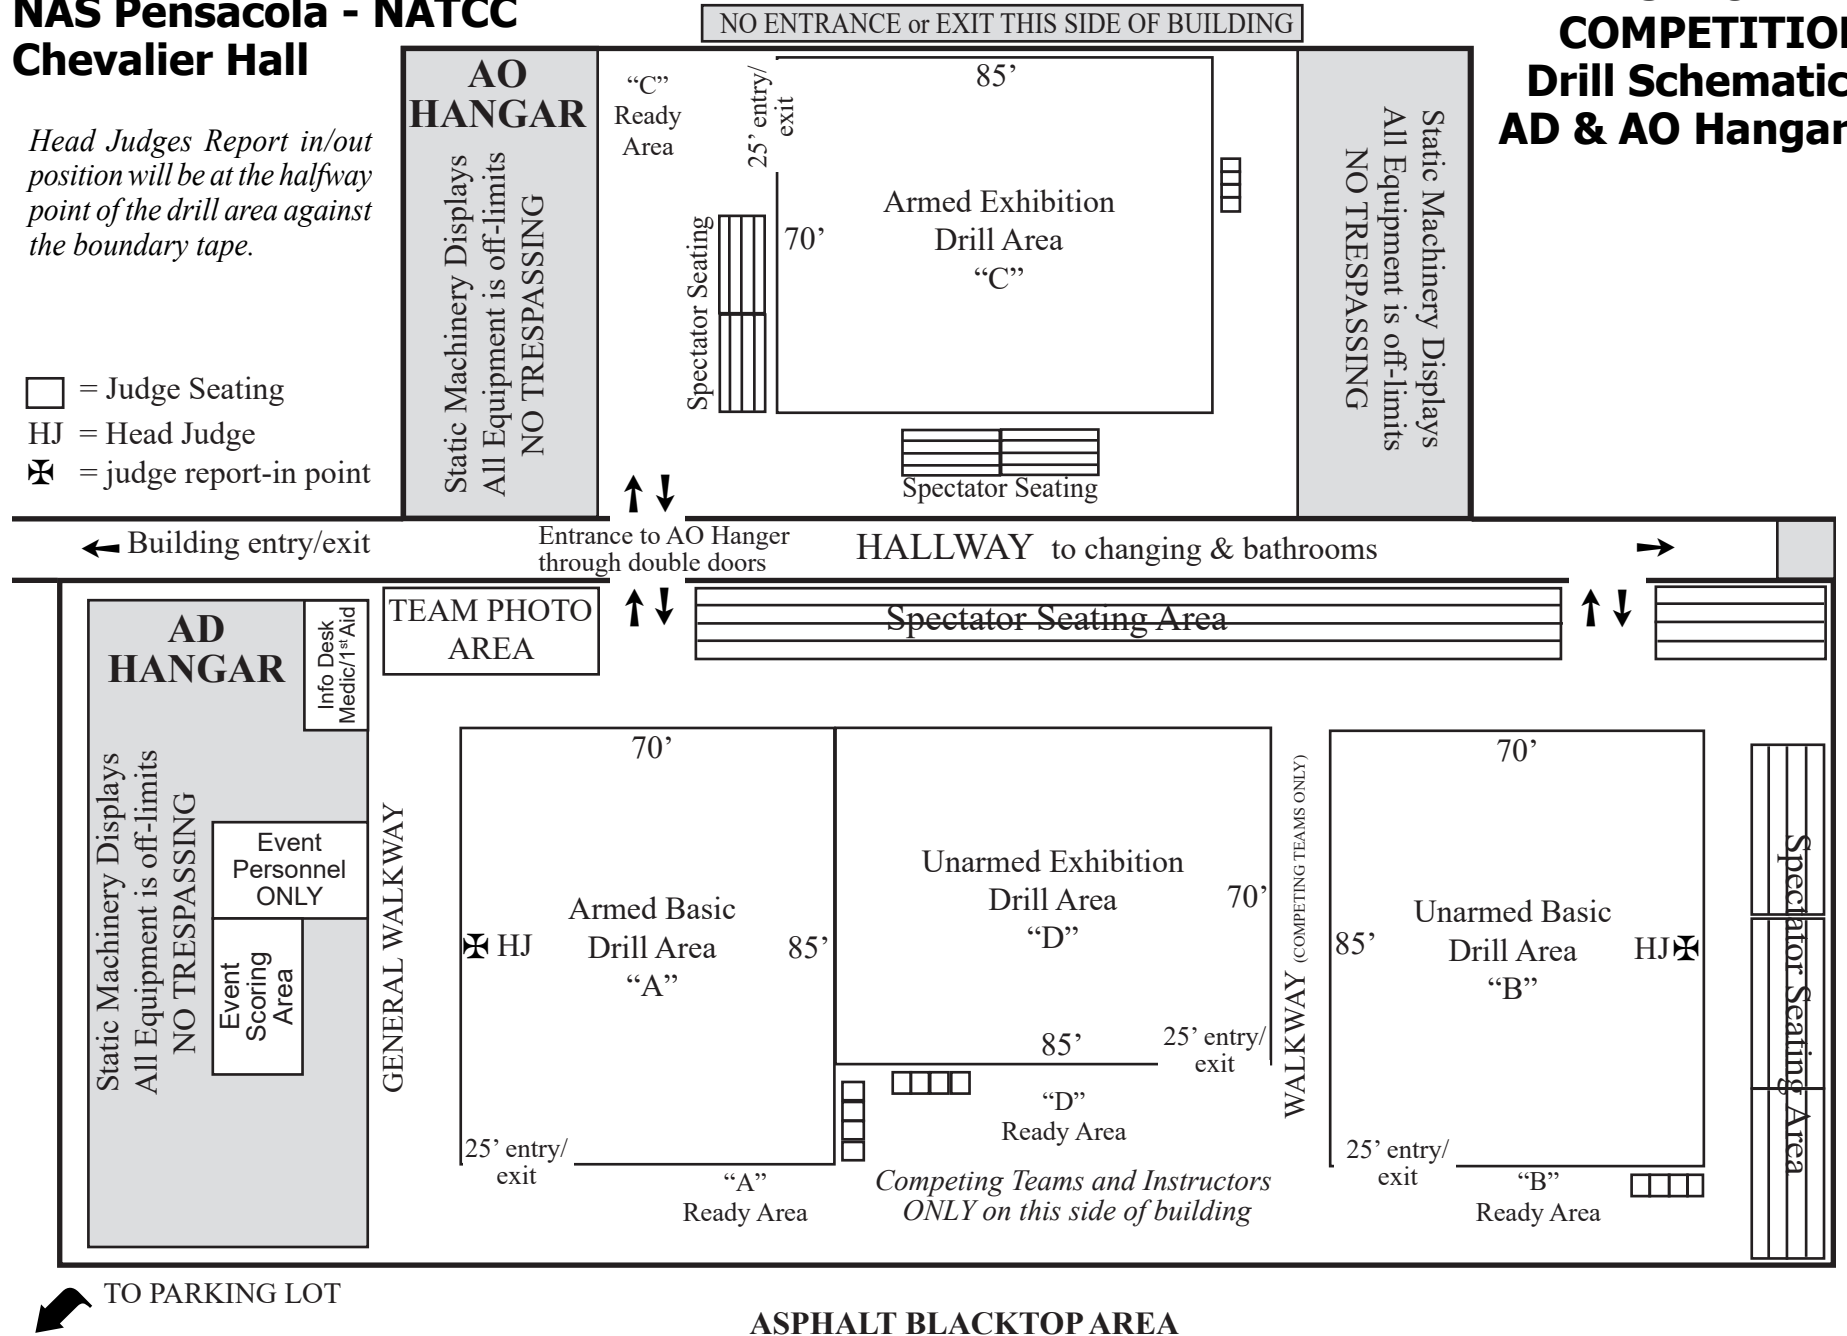 NAS Pensacola - NATCC
Chevalier Hall
Head Judges Report in/out
position will be at the halfway
point of the drill area against
the boundary tape.
= Judge Seating
HJ = Head Judge
✠ = judge report-in point
NO ENTRANCE or EXIT THIS SIDE OF BUILDING
COMPETITION
Drill Schematic
AD & AO Hangar
AO
HANGAR
Static Machinery Displays
All Equipment is off-limits
NO TRESPASSING
“C”
Ready
Area
25’ entry/
exit
85’
Armed Exhibition
Drill Area
“C”
70’
Spectator Seating
Spectator Seating
Static Machinery Displays
All Equipment is off-limits
NO TRESPASSING
Building entry/exit
Entrance to AO Hanger
through double doors
HALLWAY to changing & bathrooms
AD
HANGAR
Info Desk
Medic/1st Aid
TEAM PHOTO
AREA
Spectator Seating Area
Static Machinery Displays
All Equipment is off-limits
NO TRESPASSING
Event
Personnel
ONLY
Event
Scoring
Area
GENERAL WALKWAY
70’
✠ HJ
Armed Basic
Drill Area
“A”
85’
25’ entry/
exit
“A”
Ready Area
Unarmed Exhibition
Drill Area
“D”
70’
85’
25’ entry/
exit
“D”
Ready Area
Competing Teams and Instructors
ONLY on this side of building
WALKWAY (COMPETING TEAMS ONLY)
70’
85’
Unarmed Basic
Drill Area
“B”
HJ✠
25’ entry/
exit
“B”
Ready Area
Spectator Seating Area
TO PARKING LOT
ASPHALT BLACKTOP AREA